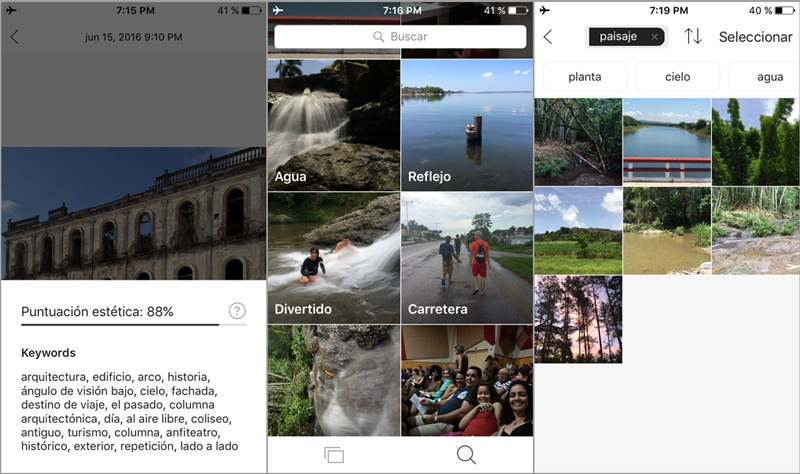 7:15 PM
41 %
jun 15, 2016 9:10 PM
Puntuación estética: 88%
?
Keywords
arquitectura, edificio, arco, historia,
ángulo de visión bajo, cielo, fachada,
destino de viaje, el pasado, columna
arquitectónica, día, al aire libre, coliseo,
antiguo, turismo, columna, anfiteatro,
histórico, exterior, repetición, lado a lado
7:16 PM
41 %
Buscar
Agua
Reflejo
Divertido
Carretera
7:19 PM
40 %
paisaje
Seleccionar
planta
cielo
agua